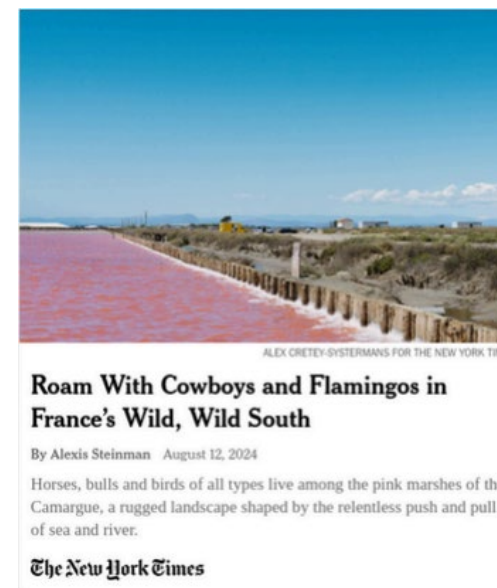 ALEX CRETEY-SYSTERMANS FOR THE NEW YORK TI
Roam With Cowboys and Flamingos in
France's Wild, Wild South
By Alexis Steinman August 12, 2024
Horses, bulls and birds of all types live among the pink marshes of th
Camargue, a rugged landscape shaped by the relentless push and pull
of sea and river.
The New York Times